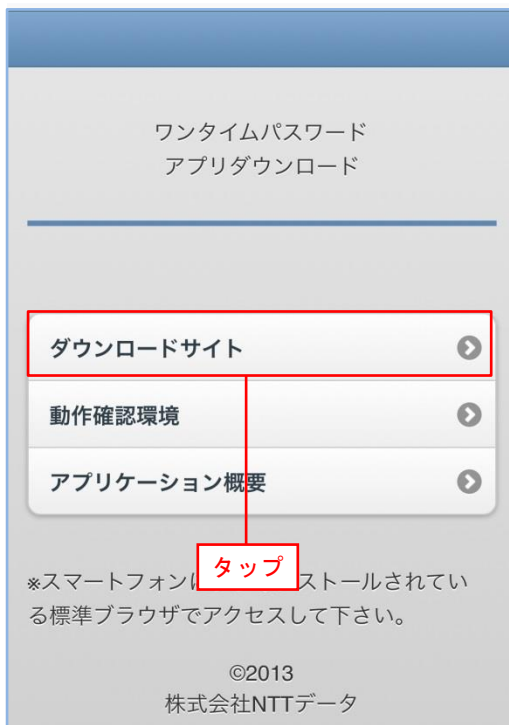 ワンタイムパスワード
アプリダウンロード
ダウンロードサイト
動作確認環境
アプリケーション概要
タップ
※スマートフォン ストールされてい
る標準ブラウザでアクセスして下さい。
©2013
株式会社NTTデータ